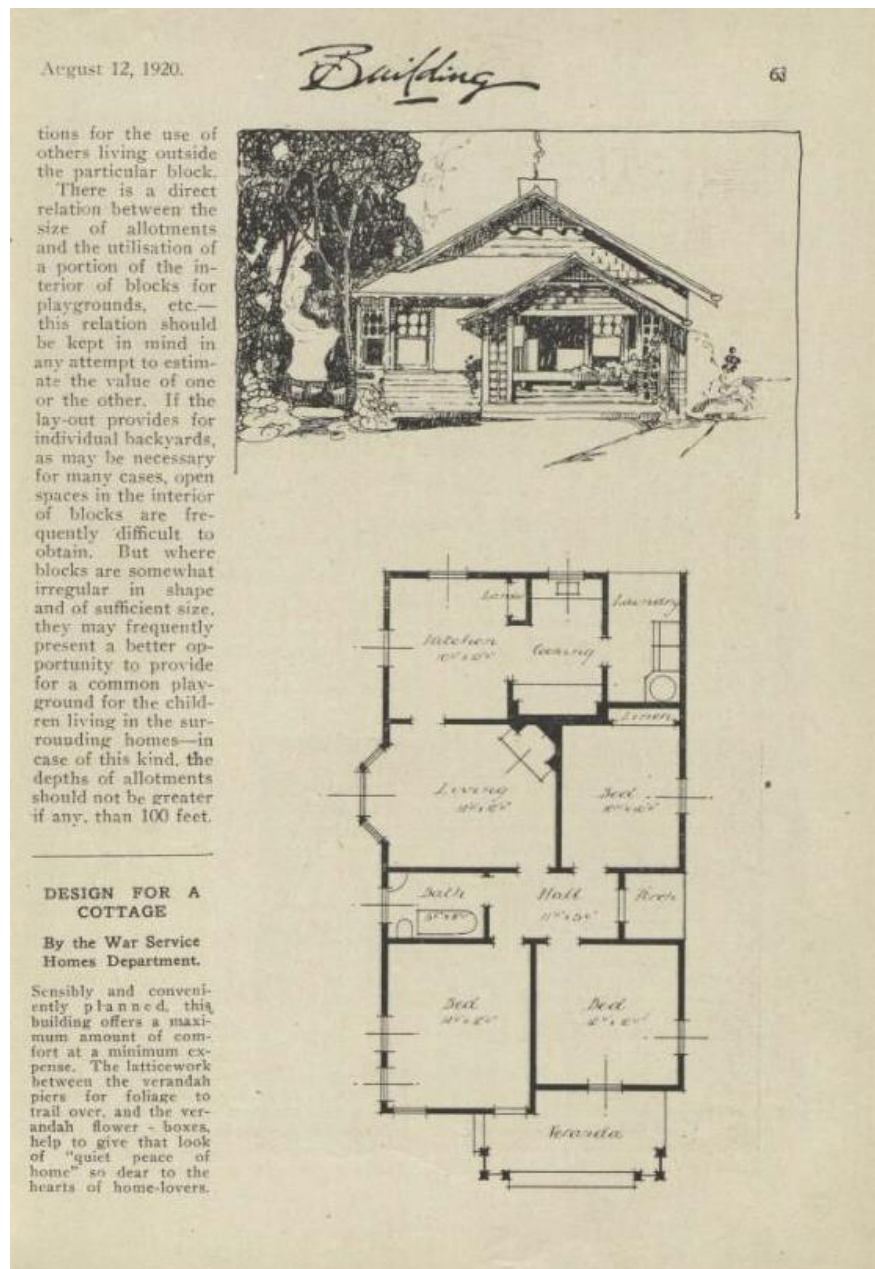 August 12, 1920.
Building
63
tions for the use of
others living outside
the particular block.
There is a direct
relation between the
size of allotments
and the utilisation of
a portion of the in-
terior of blocks for
playgrounds, etc.—
this relation should
be kept in mind in
any attempt to estim-
ate the value of one
or the other. If the
lay-out provides for
individual backyards,
as may be necessary
for many cases, open
spaces in the interior
of blocks are fre-
quently difficult to
obtain. But where
blocks are somewhat
irregular in shape
and of sufficient size,
they may frequently
present a better op-
portunity to provide
for a common play-
ground for the child-
ren living in the sur-
rounding homes—in
case of this kind, the
depths of allotments
should not be greater
if any, than 100 feet.
DESIGN FOR A
COTTAGE
By the War Service
Homes Department.
Sensibly and conveni-
ently planned, this
building offers a maxi-
mum amount of com-
fort at a minimum ex-
pense. The latticework
between the verandah
piers for foliage to
trail over, and the ver-
andah flower-boxes,
help to give that look
of "quiet peace of
home" so dear to the
hearts of home-lovers.
Laundry
Kitchen
Cooking
Linen
Living
Bed
Bath
Hall
Porch
Bed
Bed
Veranda